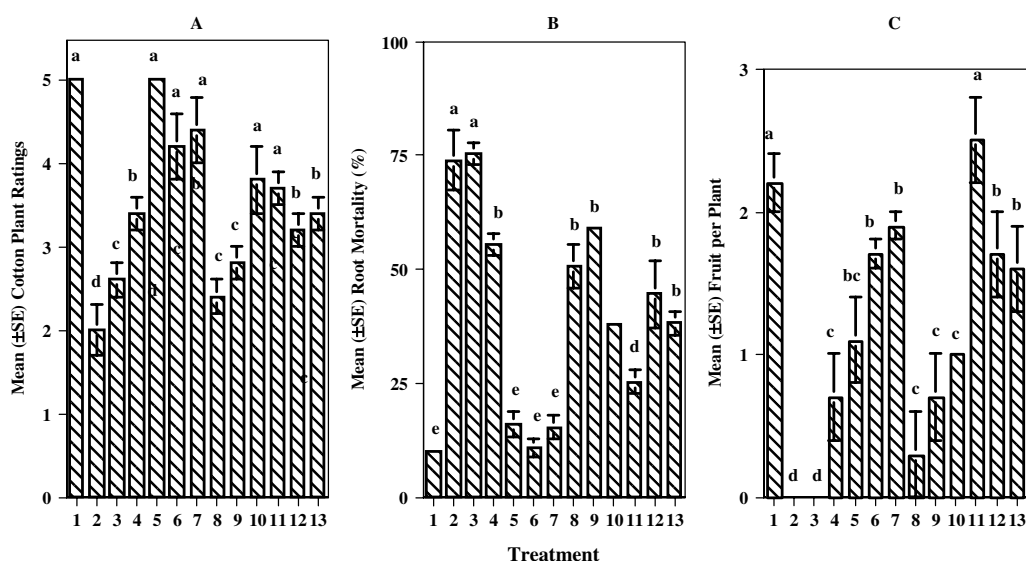 A
B
C
Mean (±SE) Cotton Plant Ratings
5
4
3
2
1
0
a
d
c
b
a
a
a
c
c
a
a
b
b
b
c
c
1 2 3 4 5 6 7 8 9 10 11 12 13
Mean (±SE) Root Mortality (%)
100
75
50
25
0
e
a
a
b
e
e
e
b
b
d
b
b
1 2 3 4 5 6 7 8 9 10 11 12 13
Mean (±SE) Fruit per Plant
3
2
1
0
a
d
d
c
bc
b
b
c
c
c
a
b
b
1 2 3 4 5 6 7 8 9 10 11 12 13
Treatment